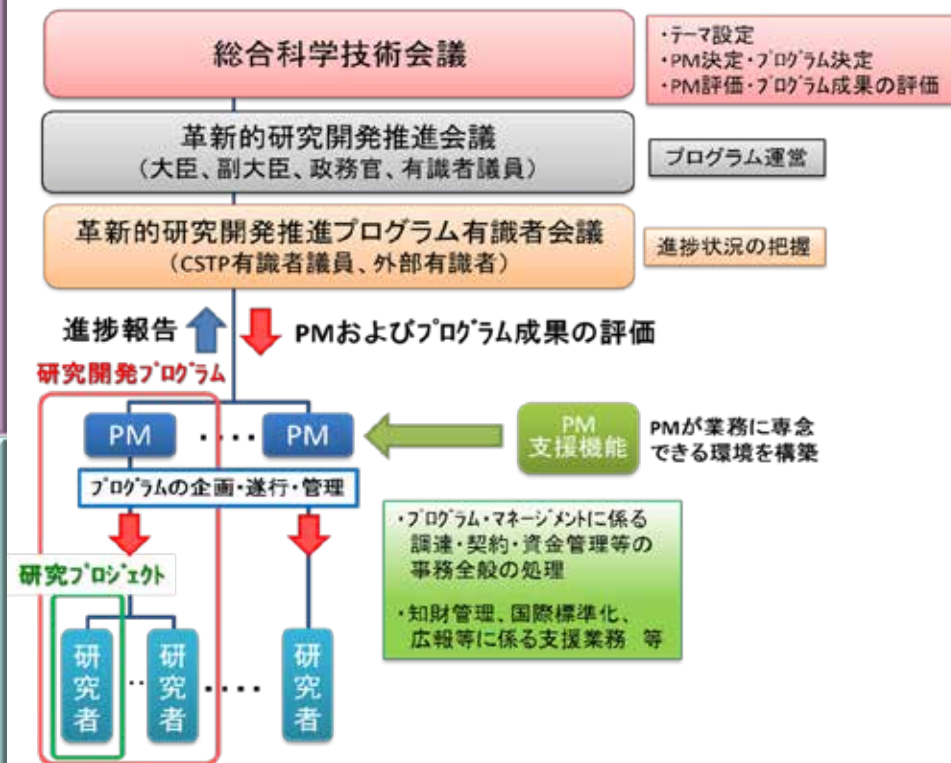 総合科学技術会議
・テーマ設定
・PM決定・プログラム決定
・PM評価・プログラム成果の評価
革新的研究開発推進会議
(大臣、副大臣、政務官、有識者議員)
プログラム運営
革新的研究開発推進プログラム有識者会議
(CSTP有識者議員、外部有識者)
進捗状況の把握
進捗報告
PMおよびプログラム成果の評価
研究開発プログラム
PM
・・・・
PM
PM
支援機能
PMが業務に専念
できる環境を構築
プログラムの企画・遂行・管理
・プログラム・マネージメントに係る
調達・契約・資金管理等の
事務全般の処理
・知財管理、国際標準化、
広報等に係る支援業務 等
研究プロジェクト
研究者
・・
研究者
・・・・
研究者